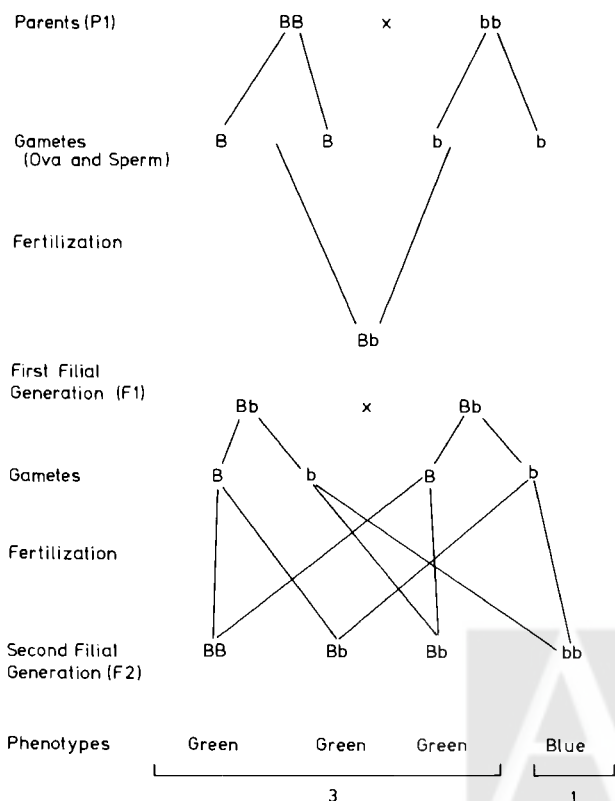 Parents (P1) BB x bb
Gametes B B b b
(Ova and Sperm)
Fertilization
Bb
First Filial
Generation (F1)
Bb x Bb
Gametes B b B b
Fertilization
Second Filial BB Bb Bb bb
Generation (F2)
Phenotypes Green Green Green Blue
3 1
A